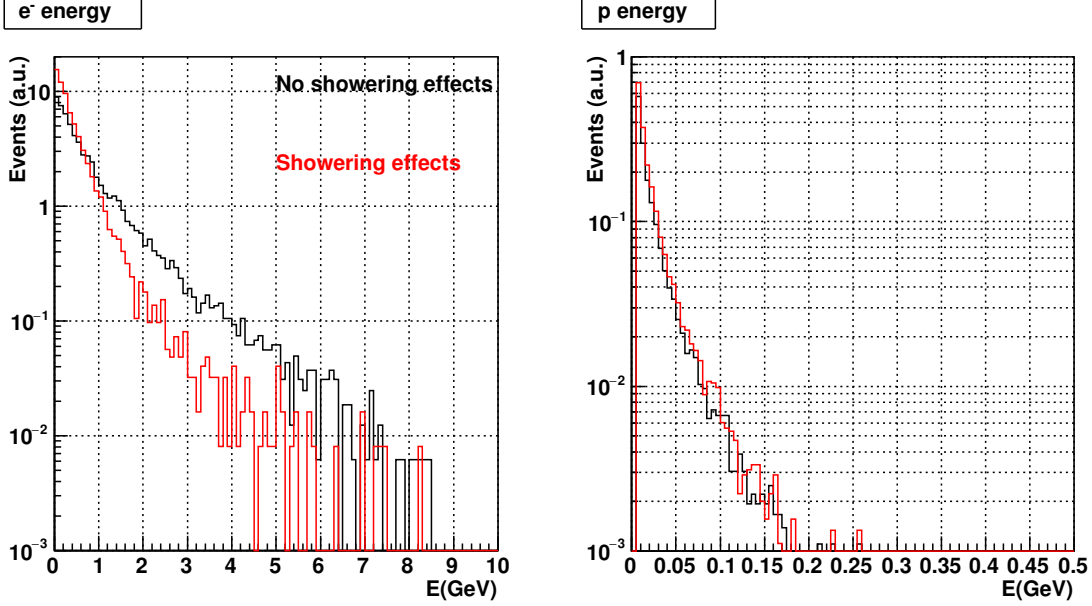 e⁻ energy
Events (a.u.)
10
1
10⁻¹
10⁻²
10⁻³
No showering effects
Showering effects
0 1 2 3 4 5 6 7 8 9 10
E(GeV)
p energy
Events (a.u.)
1
10⁻¹
10⁻²
10⁻³
0 0.05 0.1 0.15 0.2 0.25 0.3 0.35 0.4 0.45 0.5
E(GeV)